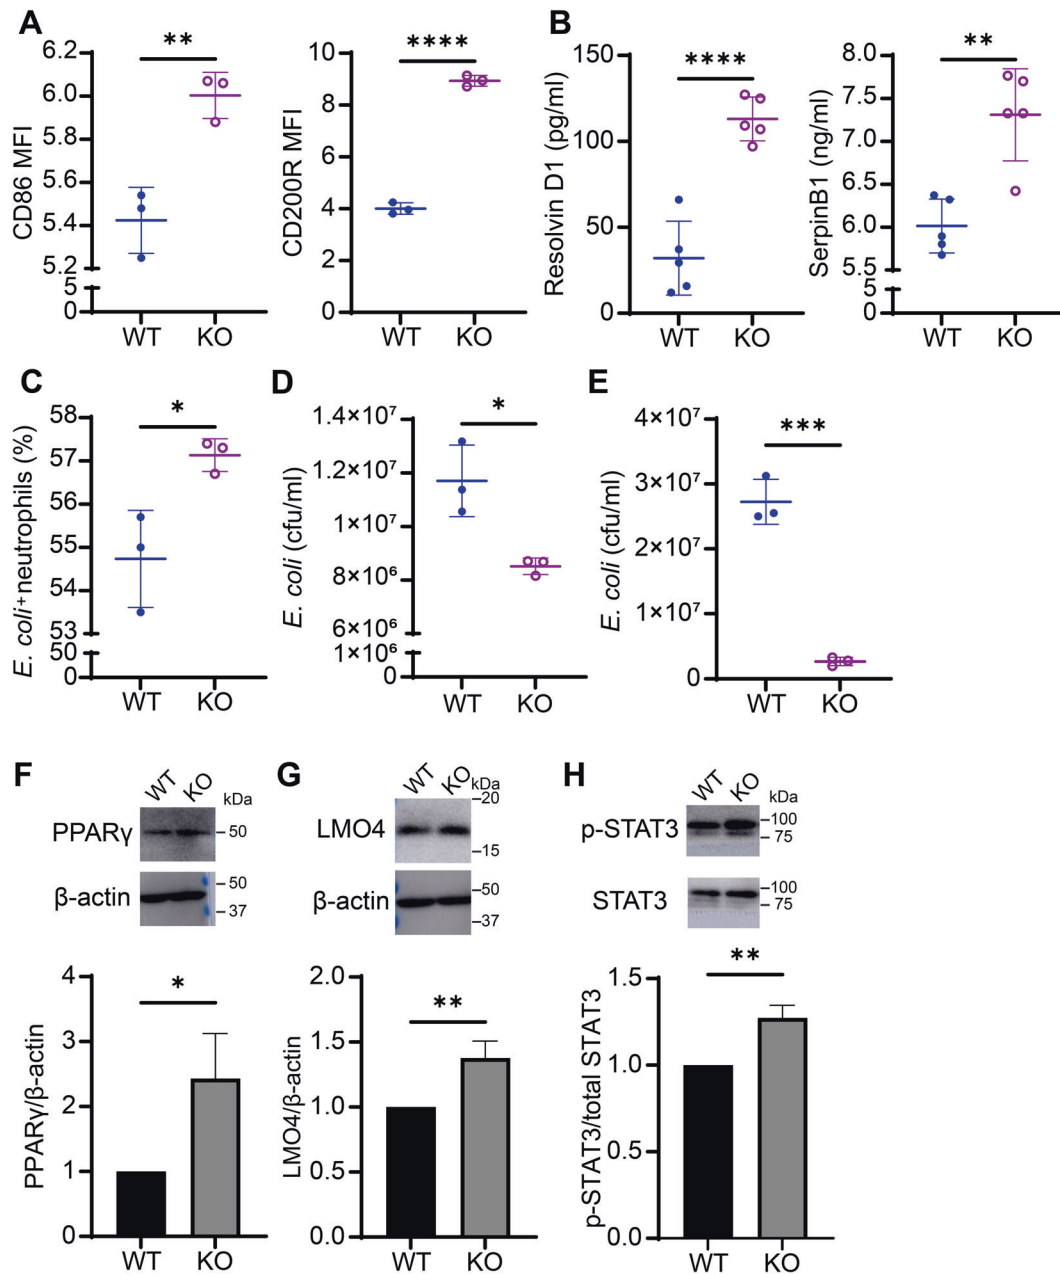 A
**
6.2
6.0
5.6
5.4
5.2
5
0
CD86 MFI
WT
KO
****
10
8
6
4
2
0
CD200R MFI
WT
KO
B
****
150
100
50
0
Resolvin D1 (pg/ml)
WT
KO
**
8.0
7.5
7.0
6.5
6.0
5.5
5
0
SerpinB1 (ng/ml)
WT
KO
C
*
58
57
56
55
54
53
50
0
E. coli⁺neutrophils (%)
WT
KO
D
*
1.4×10⁷
1.2×10⁷
1×10⁷
8×10⁶
6×10⁶
1×10⁶
0
E. coli (cfu/ml)
WT
KO
E
***
4×10⁷
3×10⁷
2×10⁷
1×10⁷
0
E. coli (cfu/ml)
WT
KO
F
WT
KO
kDa
PPARγ
50
β-actin
50
37
*
4
3
2
1
0
PPARγ/β-actin
WT
KO
G
WT
KO
kDa
20
LMO4
15
β-actin
50
37
**
2.0
1.5
1.0
0.5
0.0
LMO4/β-actin
WT
KO
H
WT
KO
kDa
p-STAT3
100
75
STAT3
100
75
**
1.5
1.0
0.5
0.0
p-STAT3/total STAT3
WT
KO